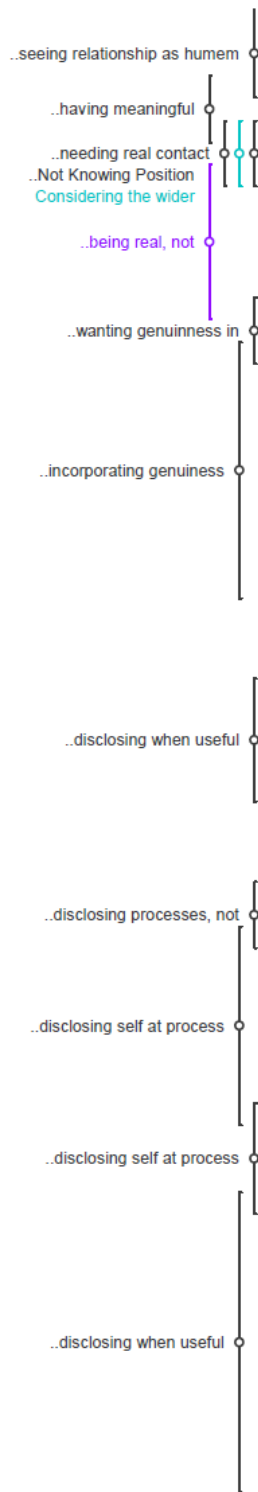 ..seeing relationship as humem
..having meaningful
..needing real contact
..Not Knowing Position
Considering the wider
..being real, not
..wanting genuinness in
..incorporating genuiness
..disclosing when useful
..disclosing processes, not
..disclosing self at process
..disclosing self at process
..disclosing when useful